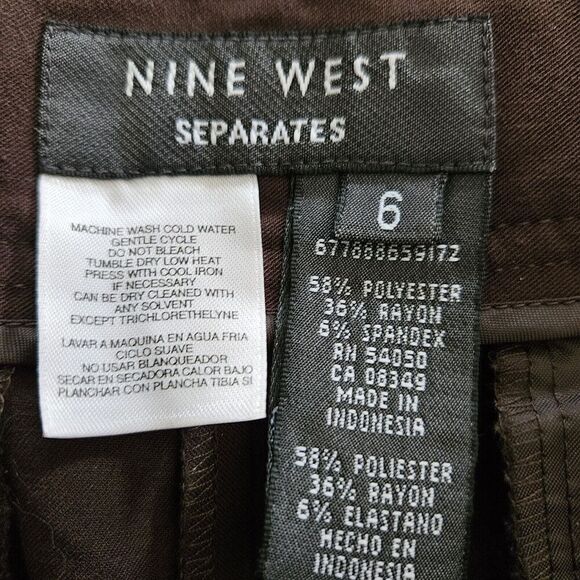 NINE WEST
SEPARATES
MACHINE WASH COLD WATER
GENTLE CYCLE
DO NOT BLEACH
TUMBLE DRY LOW HEAT
PRESS WITH COOL IRON
IF NECESSARY
CAN BE DRY CLEANED WITH
ANY SOLVENT
EXCEPT TRICHLORETHELYNE
LAVAR A MAQUINA EN AGUA FRIA
CICLO SUAVE
NO USAR BLANQUEADOR
SECAR EN SECADORA CALOR BAJO
PLANCHAR CON PLANCHA TIBIA SI
6
58% POLYESTER
36% RAYON
6% SPANDEX
RN 54050
CA 08349
MADE IN
INDONESIA
58% POLIESTER
36% RAYON
6% ELASTANO
HECHO EN
INDONESIA